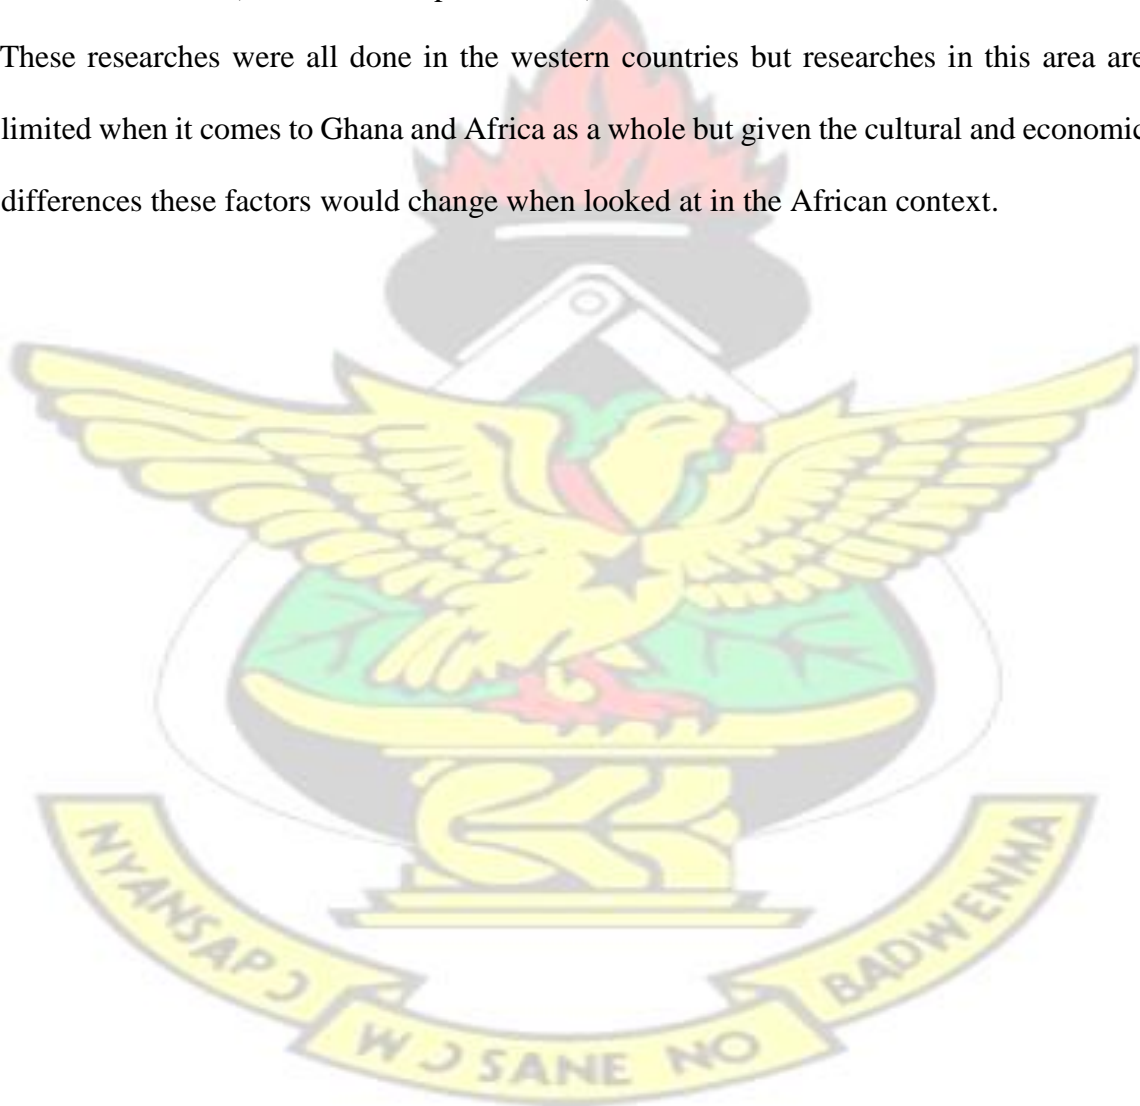 These researches were all done in the western countries but researches in this area are
limited when it comes to Ghana and Africa as a whole but given the cultural and economic
differences these factors would change when looked at in the African context.
NYANSAPƆ
WƆSANE NO
BADWENMA